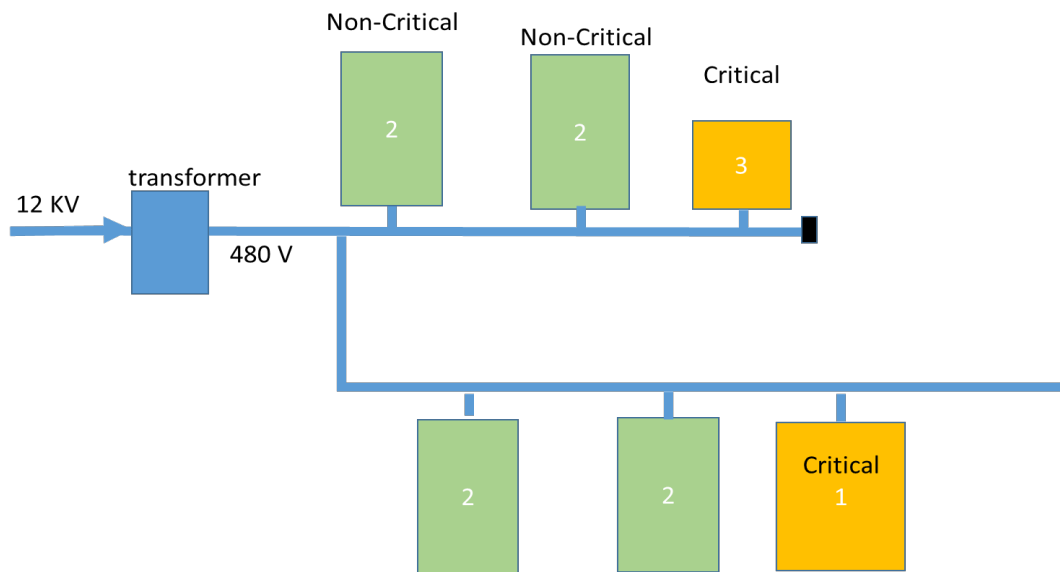 Non-Critical
Non-Critical
Critical
2
2
3
transformer
12 KV
480 V
2
2
Critical
1